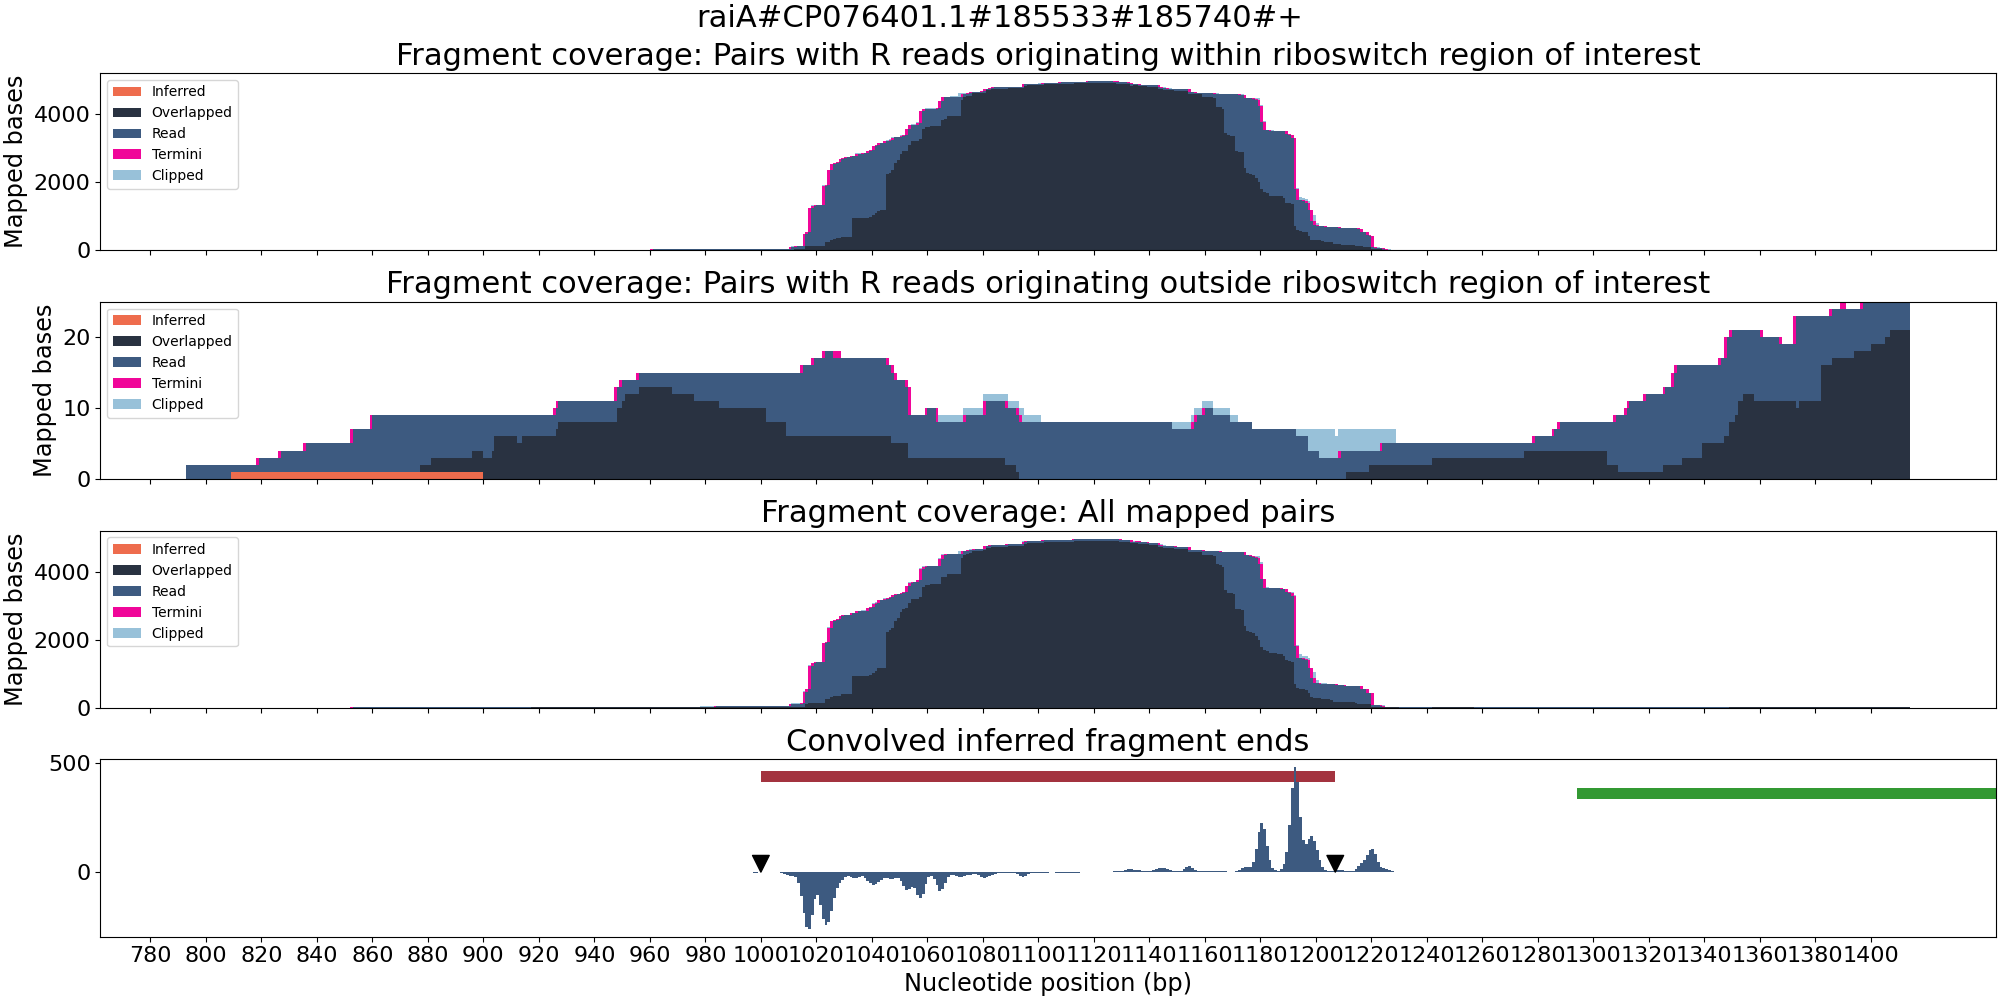 raiA#CP076401.1#185533#185740#+
Fragment coverage: Pairs with R reads originating within riboswitch region of interest
Mapped bases
4000
2000
0
Inferred
Overlapped
Read
Termini
Clipped
Fragment coverage: Pairs with R reads originating outside riboswitch region of interest
Mapped bases
20
10
0
Inferred
Overlapped
Read
Termini
Clipped
Fragment coverage: All mapped pairs
Mapped bases
4000
2000
0
Inferred
Overlapped
Read
Termini
Clipped
Convolved inferred fragment ends
500
0
780 800 820 840 860 880 900 920 940 960 980 1000 1020 1040 1060 1080 1100 1120 1140 1160 1180 1200 1220 1240 1260 1280 1300 1320 1340 1360 1380 1400
Nucleotide position (bp)